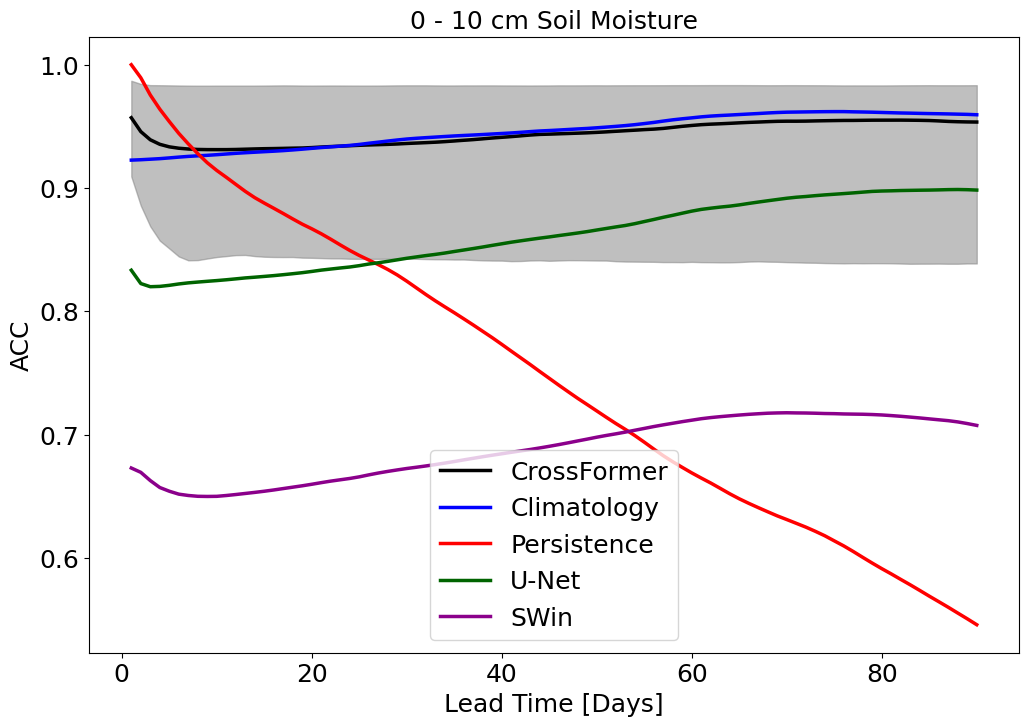 0 - 10 cm Soil Moisture
ACC
1.0
0.9
0.8
0.7
0.6
CrossFormer
Climatology
Persistence
U-Net
SWin
0 20 40 60 80
Lead Time [Days]